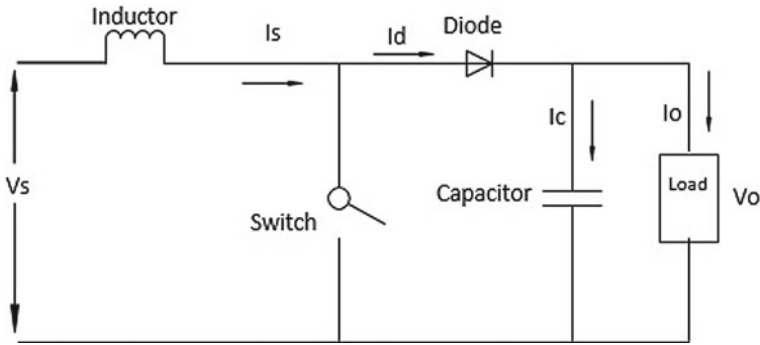 Inductor
Is
Id
Diode
Vs
Switch
Ic
Capacitor
Io
Load
Vo